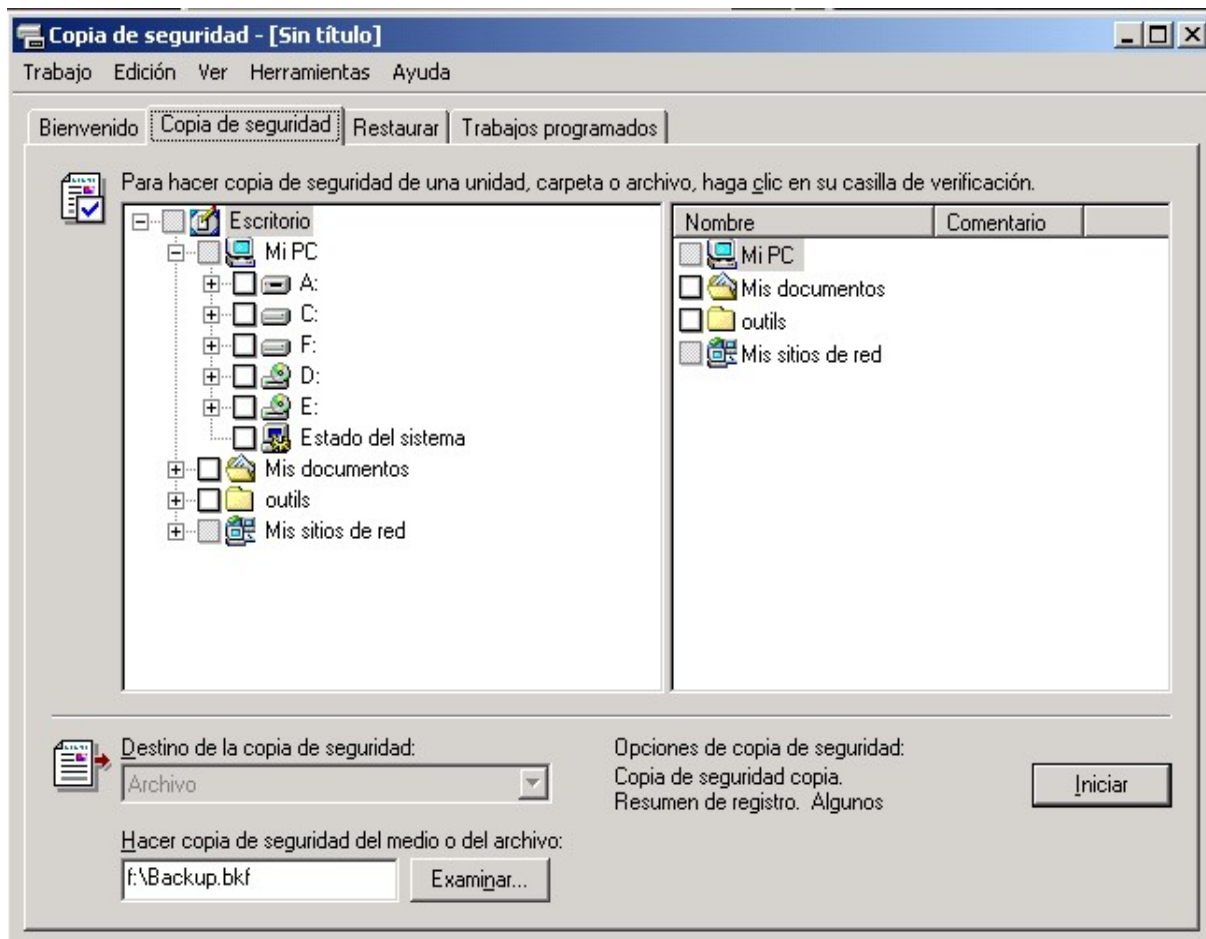 Copia de seguridad - [Sin título]
Trabajo Edición Ver Herramientas Ayuda
Bienvenido Copia de seguridad Restaurar Trabajos programados
Para hacer copia de seguridad de una unidad, carpeta o archivo, haga clic en su casilla de verificación.
Escritorio
Mi PC
A:
C:
F:
D:
E:
Estado del sistema
Mis documentos
outils
Mis sitios de red
Nombre Comentario
Mi PC
Mis documentos
outils
Mis sitios de red
Destino de la copia de seguridad:
Archivo
Hacer copia de seguridad del medio o del archivo:
f:\Backup.bkf Examinar...
Opciones de copia de seguridad:
Copia de seguridad copia.
Resumen de registro. Algunos
Iniciar